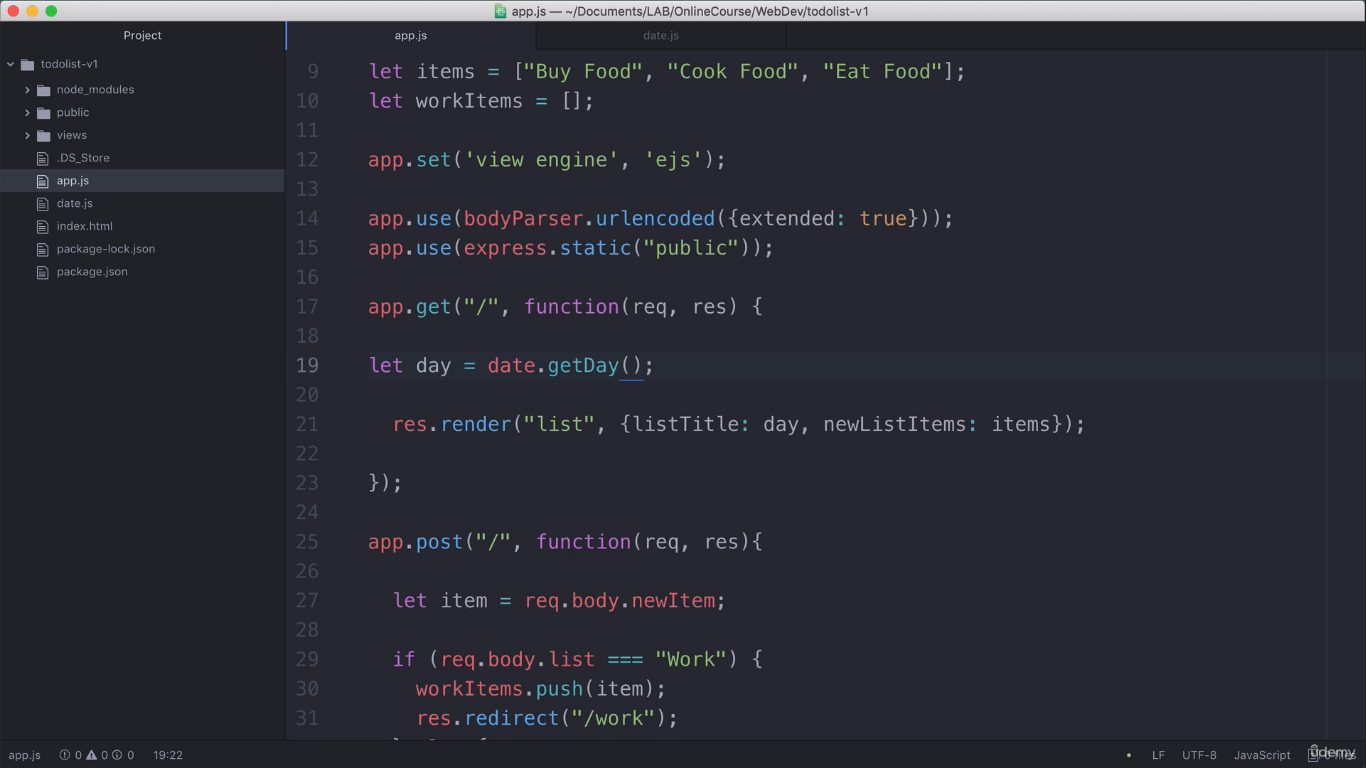 app.js — ~/Documents/LAB/OnlineCourse/WebDev/todolist-v1
Project
app.js
date.js
todolist-v1
node_modules
public
views
.DS_Store
app.js
date.js
index.html
package-lock.json
package.json
9 let items = ["Buy Food", "Cook Food", "Eat Food"];
10 let workItems = [];
11
12 app.set('view engine', 'ejs');
13
14 app.use(bodyParser.urlencoded({extended: true}));
15 app.use(express.static("public"));
16
17 app.get("/", function(req, res) {
18
19 let day = date.getDay();
20
21 res.render("list", {listTitle: day, newListItems: items});
22
23 });
24
25 app.post("/", function(req, res){
26
27 let item = req.body.newItem;
28
29 if (req.body.list === "Work") {
30 workItems.push(item);
31 res.redirect("/work");
app.js 0 0 0 19:22
LF UTF-8 JavaScript files
udemy